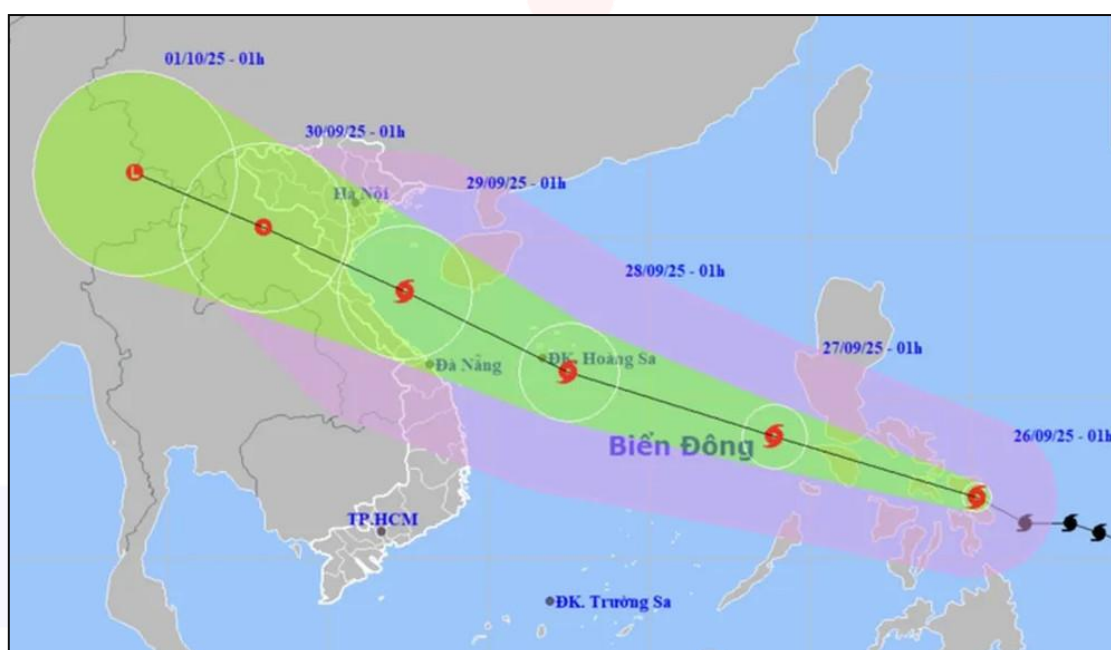 01/10/25 - 01h
30/09/25 - 01h
29/09/25 - 01h
Hà Nội
28/09/25 - 01h
27/09/25 - 01h
ĐK. Hoàng Sa
Đà Nẵng
26/09/25 - 01h
Biển Đông
TP.HCM
ĐK. Trường Sa
L